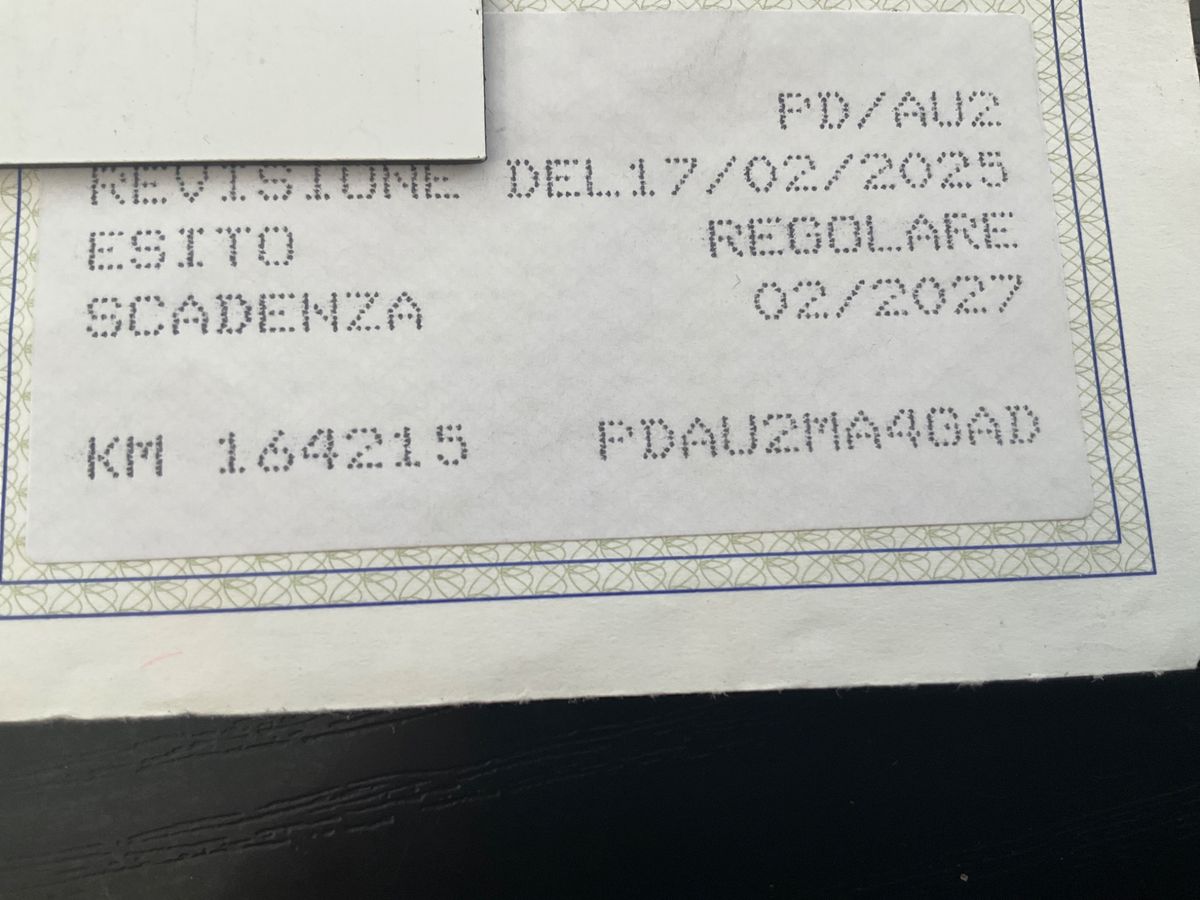 PD/AU2
REVISIONE DEL17/02/2025
ESITO REGOLARE
SCADENZA 02/2027
KM 164215 PDAU2MA40AD